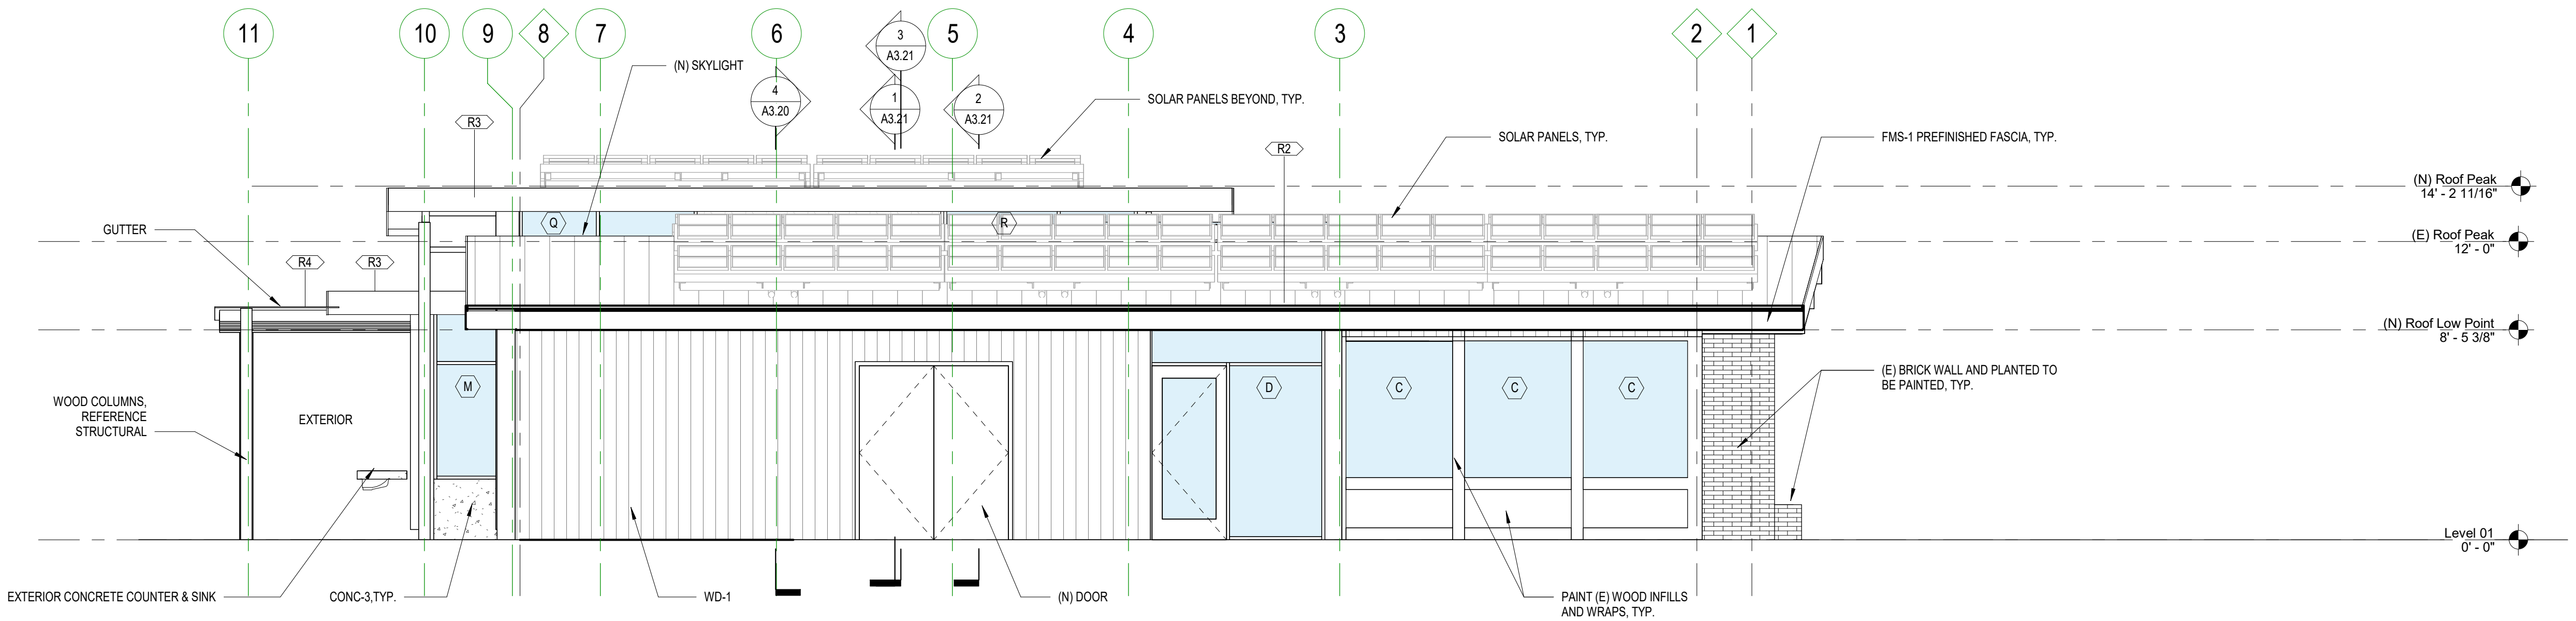 11
10
9
8
7
6
5
4
3
2
1
3
A3.21
4
A3.20
1
A3.21
2
A3.21
(N) SKYLIGHT
SOLAR PANELS BEYOND, TYP.
SOLAR PANELS, TYP.
FMS-1 PREFINISHED FASCIA, TYP.
R3
R2
(N) Roof Peak
14' - 2 11/16"
GUTTER
Q
R
(E) Roof Peak
12' - 0"
R4
R3
(N) Roof Low Point
8' - 5 3/8"
M
D
C
C
C
(E) BRICK WALL AND PLANTED TO
BE PAINTED, TYP.
WOOD COLUMNS,
REFERENCE
STRUCTURAL
EXTERIOR
Level 01
0' - 0"
EXTERIOR CONCRETE COUNTER & SINK
CONC-3,TYP.
WD-1
(N) DOOR
PAINT (E) WOOD INFILLS
AND WRAPS, TYP.